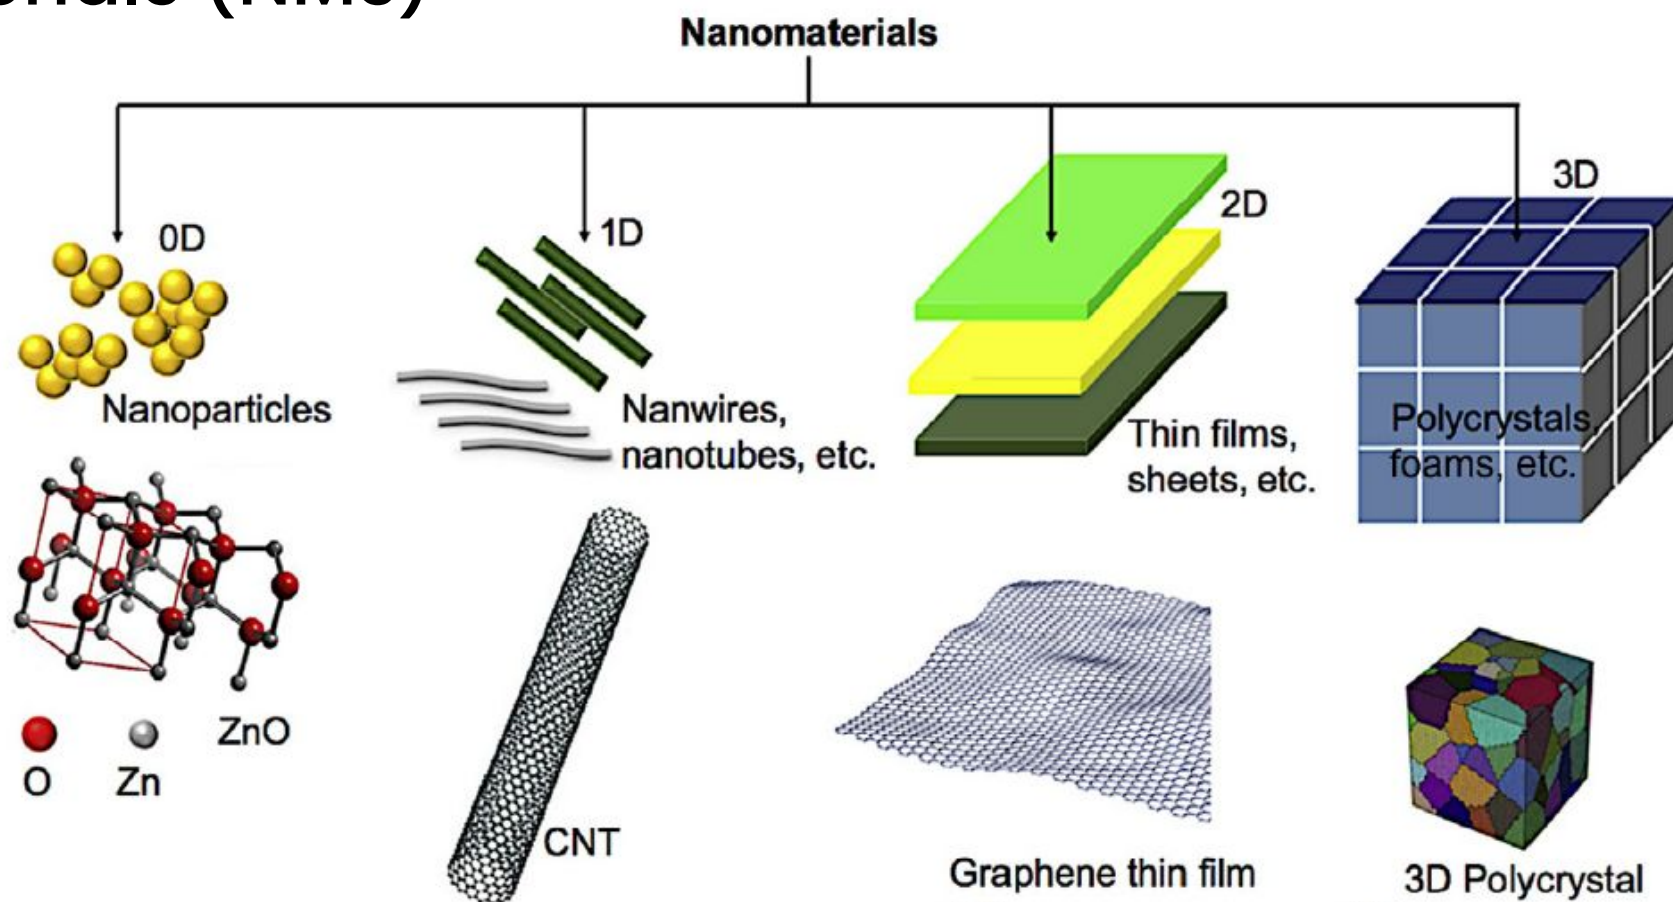 Nanomaterials
0D
1D
2D
3D
Nanoparticles
Nanwires,
nanotubes, etc.
Thin films,
sheets, etc.
Polycrystals,
foams, etc.
ZnO
O
Zn
CNT
Graphene thin film
3D Polycrystal